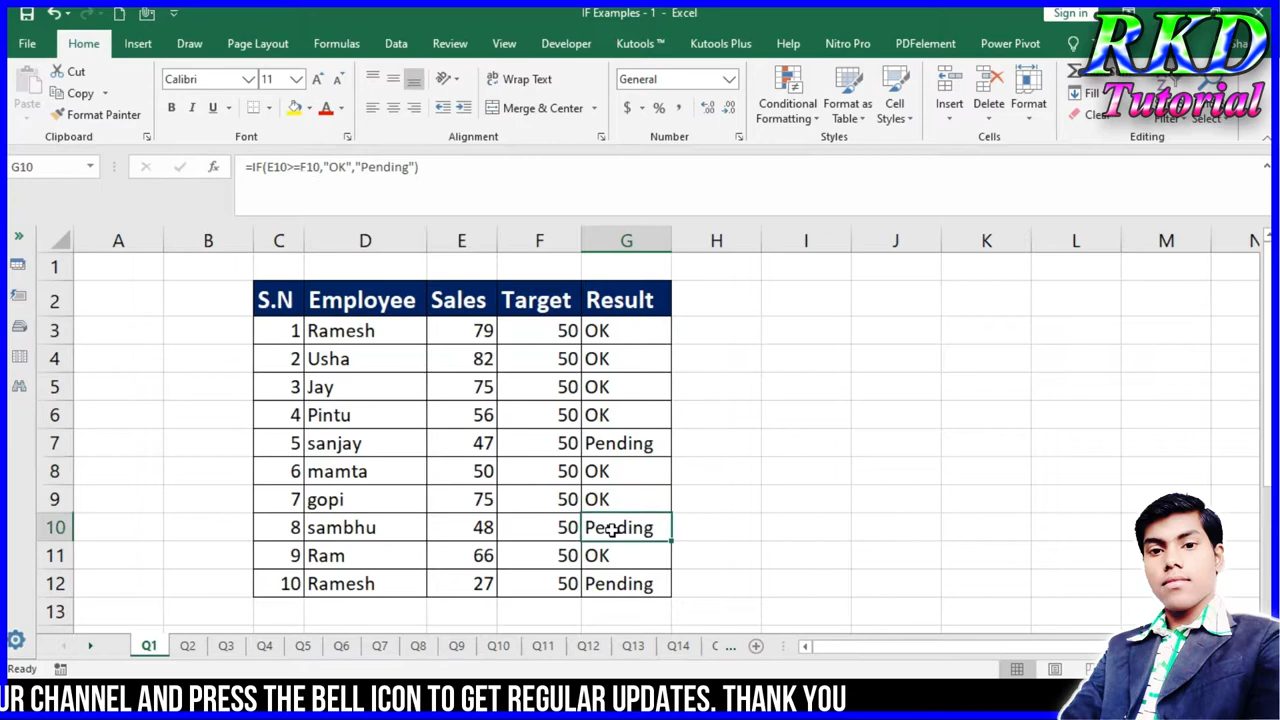 IF Examples - 1 - Excel
Sign in
RKD
Tutorial
File Home Insert Draw Page Layout Formulas Data Review View Developer Kutools ™ Kutools Plus Help Nitro Pro PDFelement Power Pivot
Paste
Cut
Copy
Format Painter
Calibri 11
B I U
A
Wrap Text
Merge & Center
General
$ %
Conditional Formatting
Format as Table
Cell Styles
Insert
Delete
Format
Fill
Clear
Filter
Select
Clipboard Font Alignment Number Styles Cells Editing
G10
fx
=IF(E10>=F10,"OK","Pending")
A B C D E F G H I J K L M N
1
2 S.N Employee Sales Target Result
3 1 Ramesh 79 50 OK
4 2 Usha 82 50 OK
5 3 Jay 75 50 OK
6 4 Pintu 56 50 OK
7 5 sanjay 47 50 Pending
8 6 mamta 50 50 OK
9 7 gopi 75 50 OK
10 8 sambhu 48 50 Pending
11 9 Ram 66 50 OK
12 10 Ramesh 27 50 Pending
13
Q1 Q2 Q3 Q4 Q5 Q6 Q7 Q8 Q9 Q10 Q11 Q12 Q13 Q14 ...
Ready
UR CHANNEL AND PRESS THE BELL ICON TO GET REGULAR UPDATES. THANK YOU